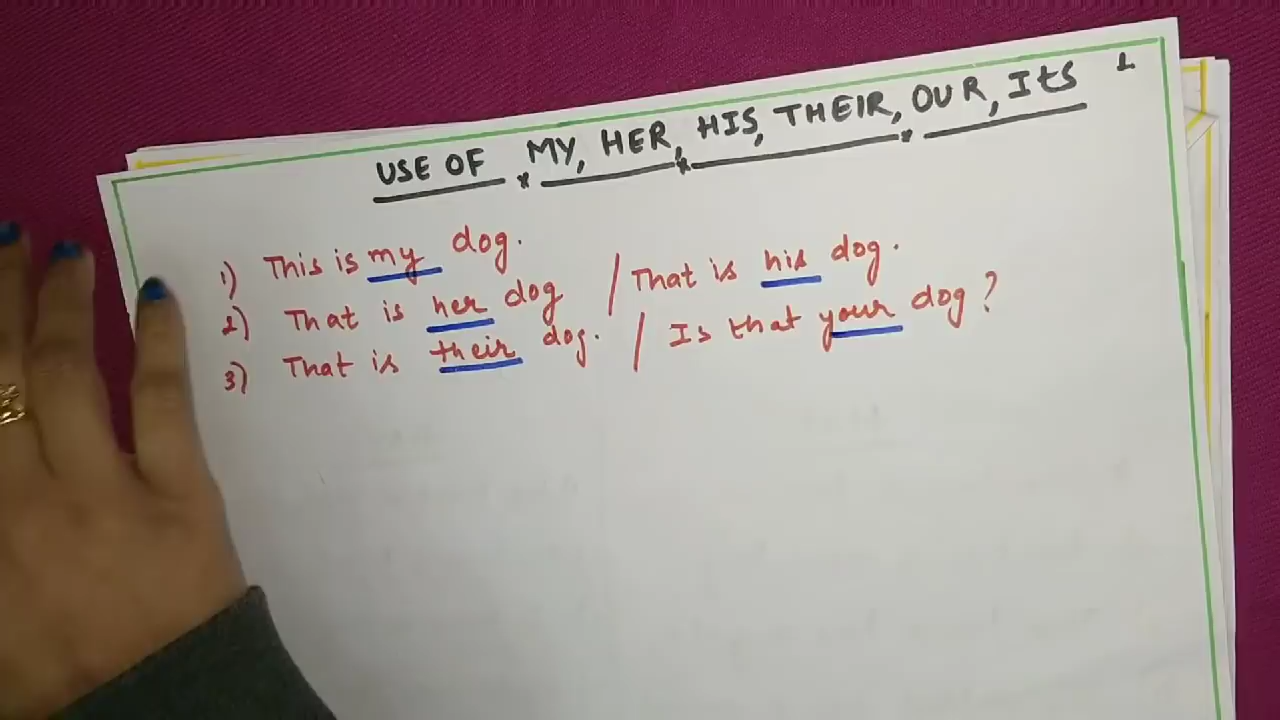 USE OF MY, HER, HIS, THEIR, OUR, ItS 1
1) This is my dog.
2) That is her dog / That is his dog.
3) That is their dog. / Is that your dog?